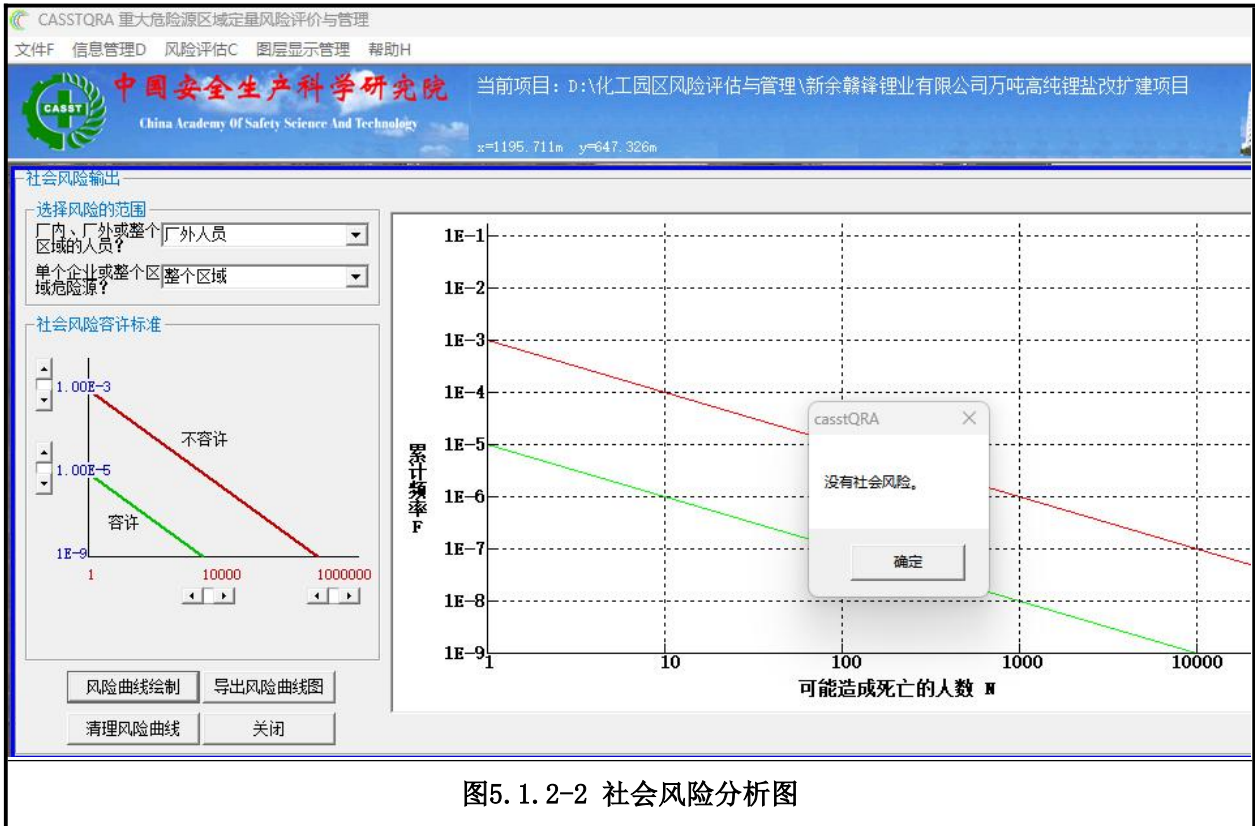 CASSTQRA 重大危险源区域定量风险评价与管理
文件F 信息管理D 风险评估C 图层显示管理 帮助H
CASST
中国安全生产科学研究院
China Academy Of Safety Science And Technology
当前项目：D:\化工园区风险评估与管理\新余赣锋锂业有限公司万吨高纯锂盐改扩建项目
x=1195.711m y=647.326m
社会风险输出
选择风险的范围
厂内、厂外或整个
区域的人员？
厂外人员
单个企业或整个区
域危险源？
整个区域
社会风险容许标准
1.00E-3
不容许
1.00E-5
容许
1E-9
1 10000 1000000
风险曲线绘制 导出风险曲线图
清理风险曲线 关闭
1E-1
1E-2
1E-3
1E-4
1E-5
1E-6
1E-7
1E-8
1E-9
累计频率 F
1 10 100 1000 10000
可能造成死亡的人数 N
casstQRA
没有社会风险。
确定
图5.1.2-2 社会风险分析图